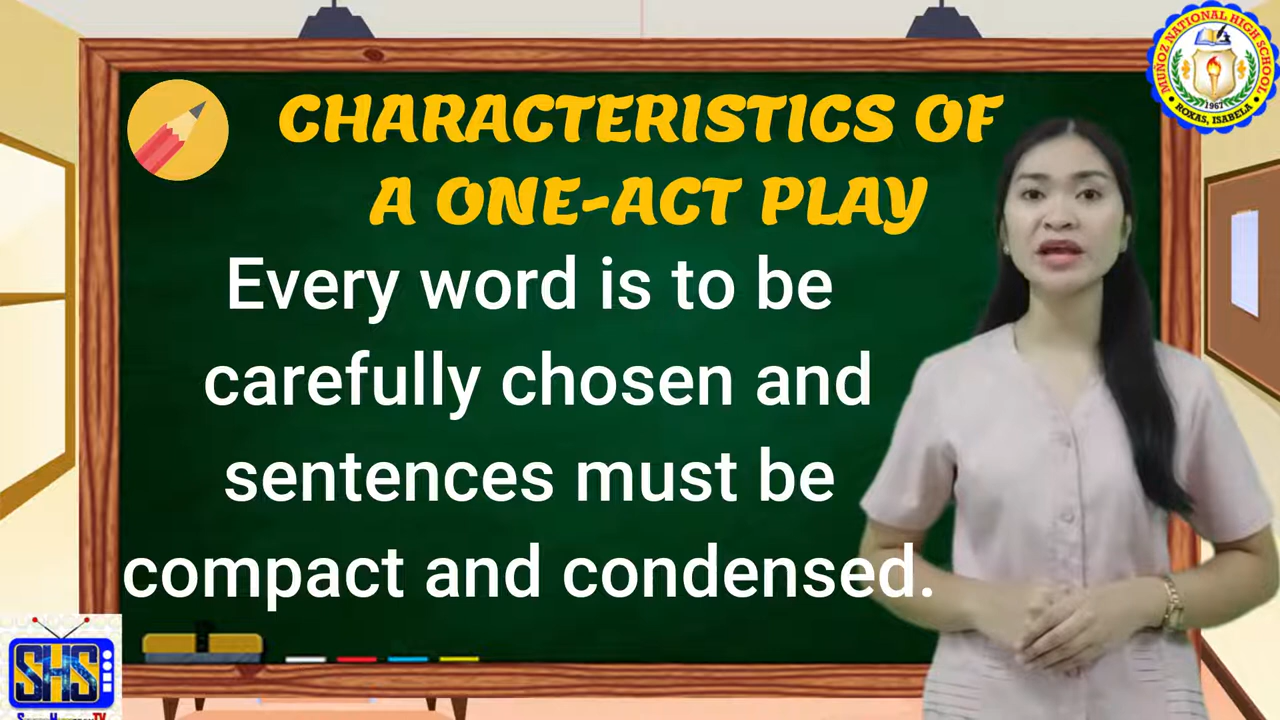 CHARACTERISTICS OF
A ONE-ACT PLAY
Every word is to be
carefully chosen and
sentences must be
compact and condensed.
MUÑOZ NATIONAL HIGH SCHOOL
1967
ROXAS, ISABELA
SHS